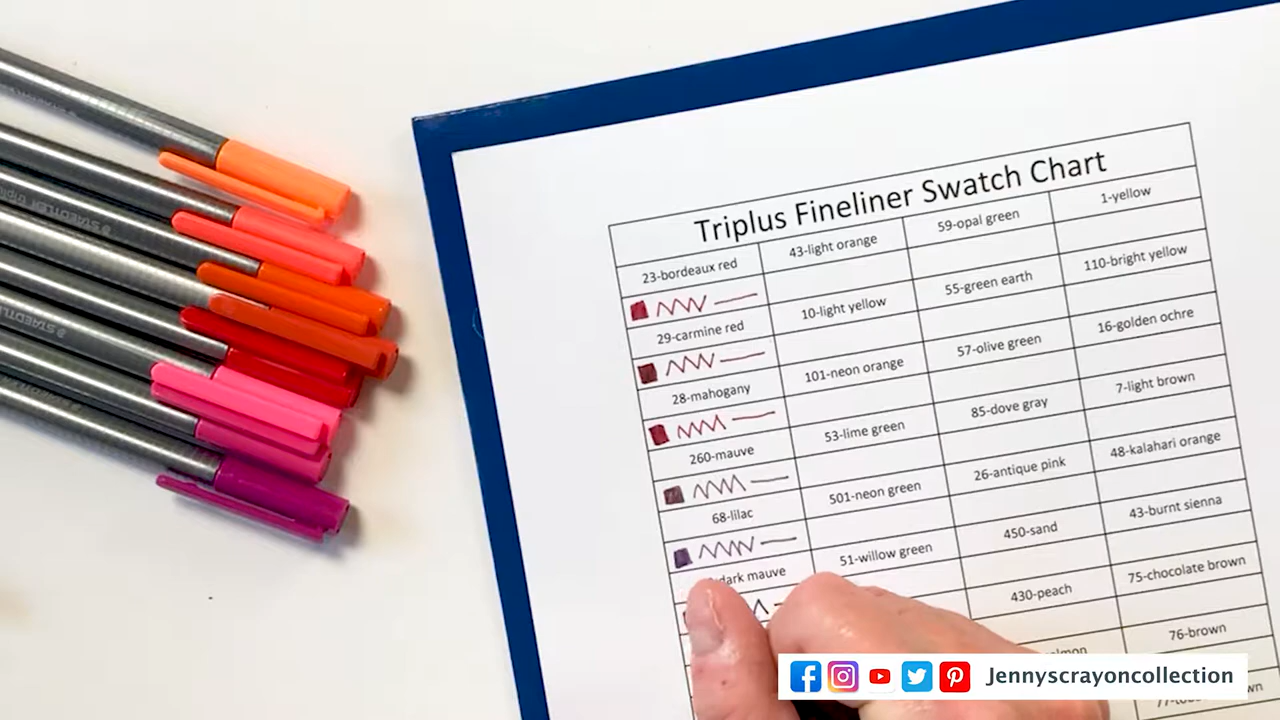 Triplus Fineliner Swatch Chart
23-bordeaux red
43-light orange
59-opal green
1-yellow
29-carmine red
10-light yellow
55-green earth
110-bright yellow
28-mahogany
101-neon orange
57-olive green
16-golden ochre
260-mauve
53-lime green
85-dove gray
7-light brown
68-lilac
501-neon green
26-antique pink
48-kalahari orange
dark mauve
51-willow green
450-sand
43-burnt sienna
430-peach
75-chocolate brown
76-brown
STAEDTLER triplus
STAEDTLER
Jennyscrayoncollection